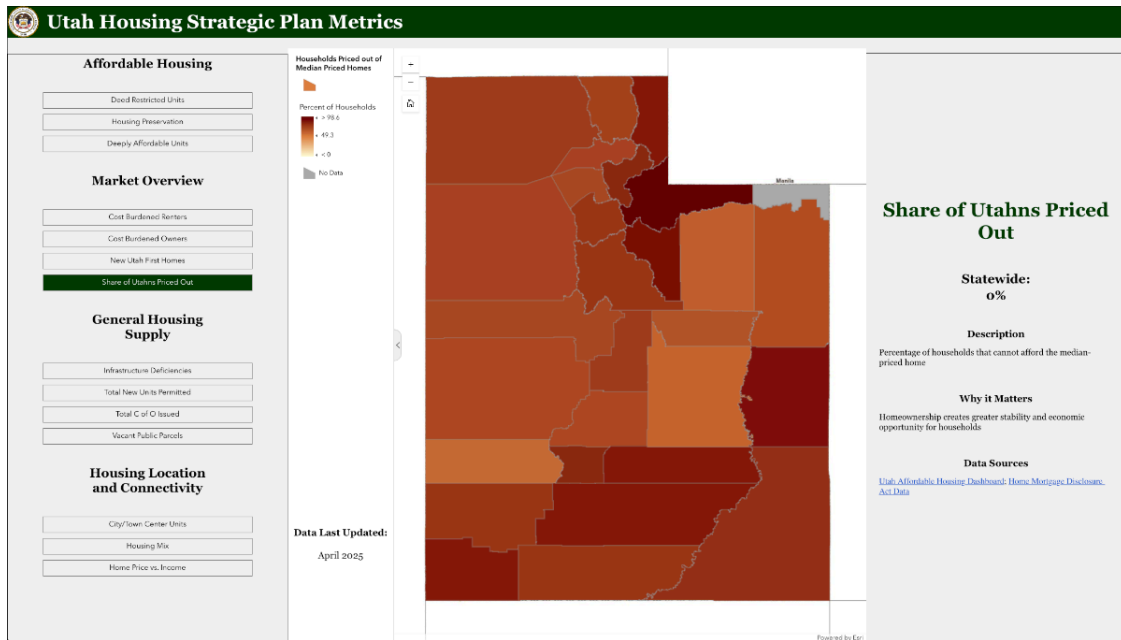 Utah Housing Strategic Plan Metrics
Affordable Housing
Deed Restricted Units
Housing Preservation
Deeply Affordable Units
Market Overview
Cost Burdened Renters
Cost Burdened Owners
New Utah First Homes
Share of Utahns Priced Out
General Housing
Supply
Infrastructure Deficiencies
Total New Units Permitted
Total C of O Issued
Vacant Public Parcels
Housing Location
and Connectivity
City/Town Center Units
Housing Mix
Home Price vs. Income
Households Priced out of
Median Priced Homes
Percent of Households
> 98.6
49.3
< 0
No Data
Data Last Updated:
April 2025
+
−
Manila
Powered by Esri
Share of Utahns Priced
Out
Statewide:
0%
Description
Percentage of households that cannot afford the median-
priced home
Why it Matters
Homeownership creates greater stability and economic
opportunity for households
Data Sources
Utah Affordable Housing Dashboard; Home Mortgage Disclosure
Act Data